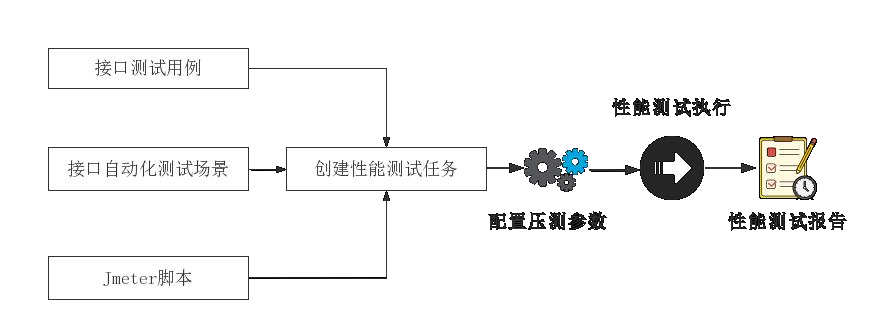 接口测试用例
性能测试执行
接口自动化测试场景
创建性能测试任务
配置压测参数
性能测试报告
Jmeter脚本